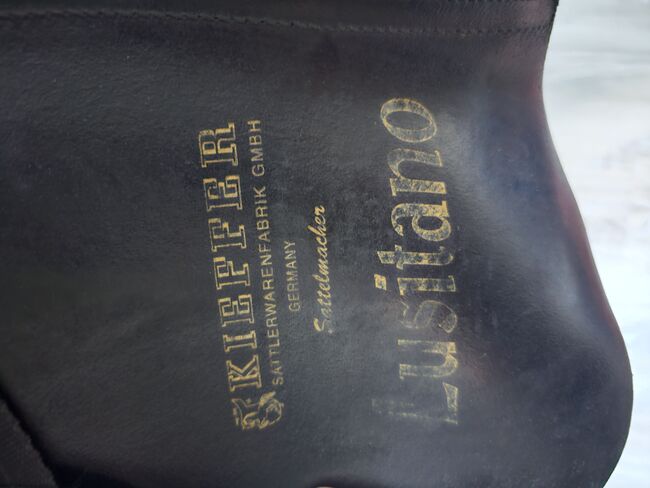 KIEFFER
SATTLERWARENFABRIK GMBH
GERMANY
Sattelmacher
Lusitano